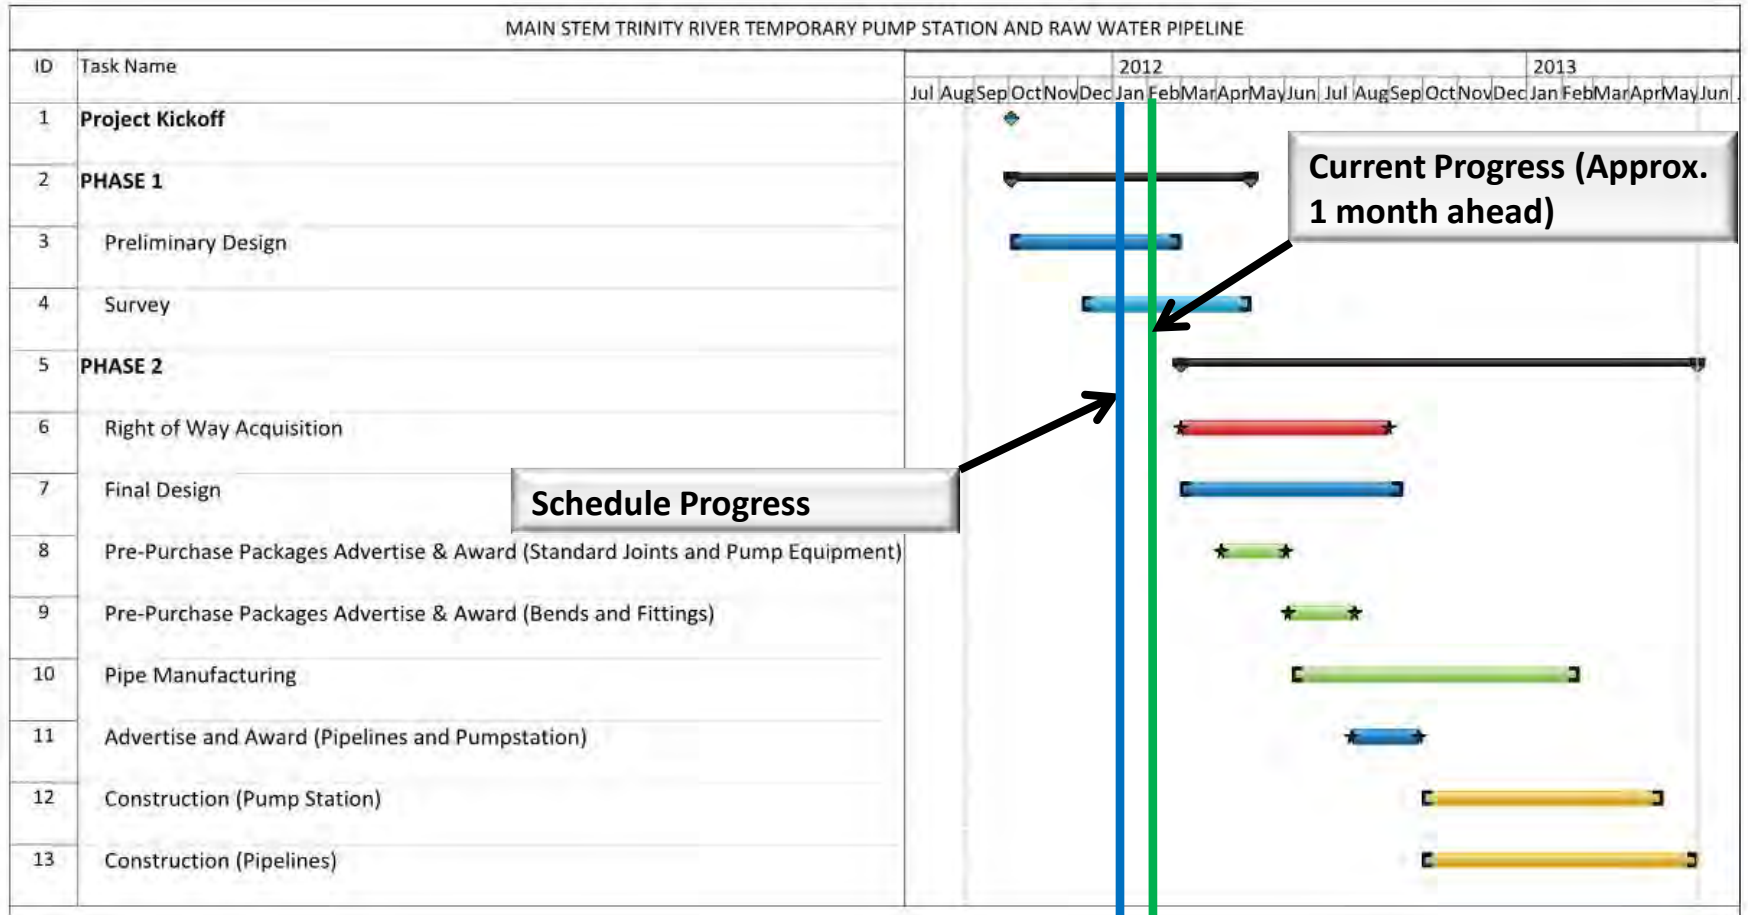 MAIN STEM TRINITY RIVER TEMPORARY PUMP STATION AND RAW WATER PIPELINE
ID Task Name 2012 2013
Jul Aug Sep Oct Nov Dec Jan Feb Mar Apr May Jun Jul Aug Sep Oct Nov Dec Jan Feb Mar Apr May Jun
1 Project Kickoff
Current Progress (Approx.
1 month ahead)
2 PHASE 1
3 Preliminary Design
4 Survey
5 PHASE 2
6 Right of Way Acquisition
7 Final Design
Schedule Progress
8 Pre-Purchase Packages Advertise & Award (Standard Joints and Pump Equipment)
9 Pre-Purchase Packages Advertise & Award (Bends and Fittings)
10 Pipe Manufacturing
11 Advertise and Award (Pipelines and Pumpstation)
12 Construction (Pump Station)
13 Construction (Pipelines)